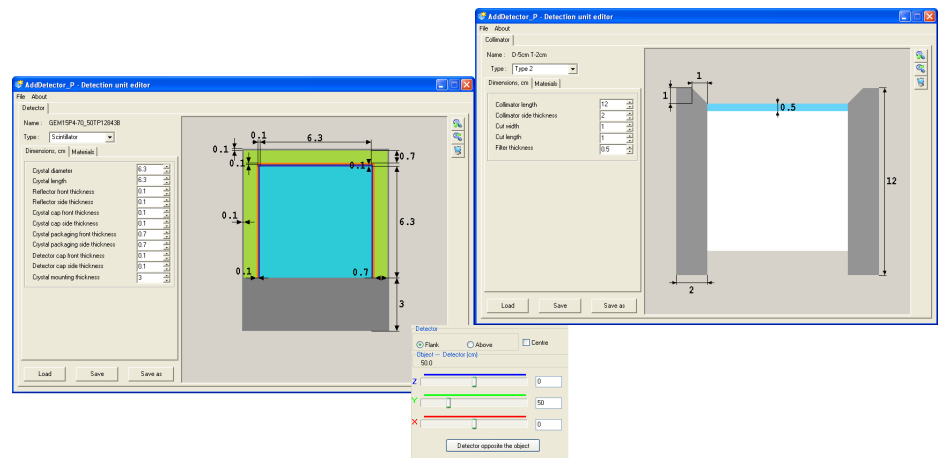 AddDetector_P - Detection unit editor
File About
Detector
Name : GEM15P4-70_50TP12843B
Type : Scintillator
Dimensions, cm Materials
Crystal diameter 6.3
Crystal length 6.3
Reflector front thickness 0.1
Reflector side thickness 0.1
Crystal cap front thickness 0.1
Crystal cap side thickness 0.1
Crystal packaging front thickness 0.7
Crystal packaging side thickness 0.7
Detector cap front thickness 0.1
Detector cap side thickness 0.1
Crystal mounting thickness 3
Load Save Save as
0.1 6.3
0.1
0.7
0.1 0.1
0.1
6.3
0.1 0.7
3
AddDetector_P - Detection unit editor
File About
Collimator
Name : D-5cm T-2cm
Type : Type 2
Dimensions, cm Materials
Collimator length 12
Collimator side thickness 2
Cut width 1
Cut length 1
Filter thickness 0.5
Load Save Save as
1
1
0.5
12
2
Detector
Flank Above Centre
Object — Detector (cm)
50.0
Z 0
Y 50
X 0
Detector opposite the object